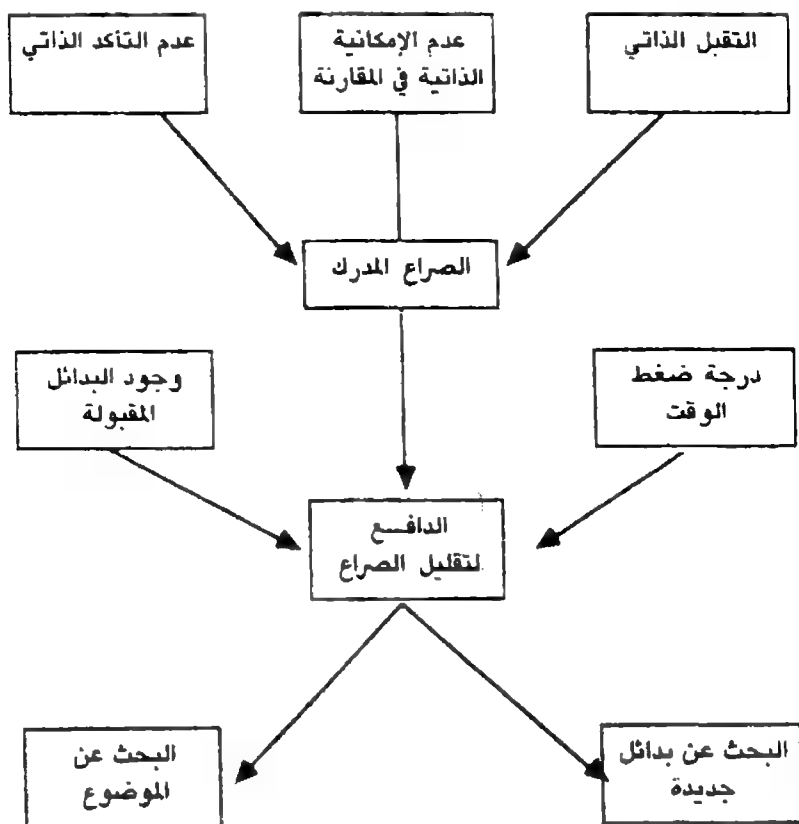 التقبل الذاتي
عدم الإمكانية
الذاتية في المقارنة
عدم التأكد الذاتي
الصراع المدرك
درجة ضغط
الوقت
وجود البدائل
المقبولة
الدافع
لتقليل الصراع
البحث عن بدائل
جديدة
البحث عن
الموضوع